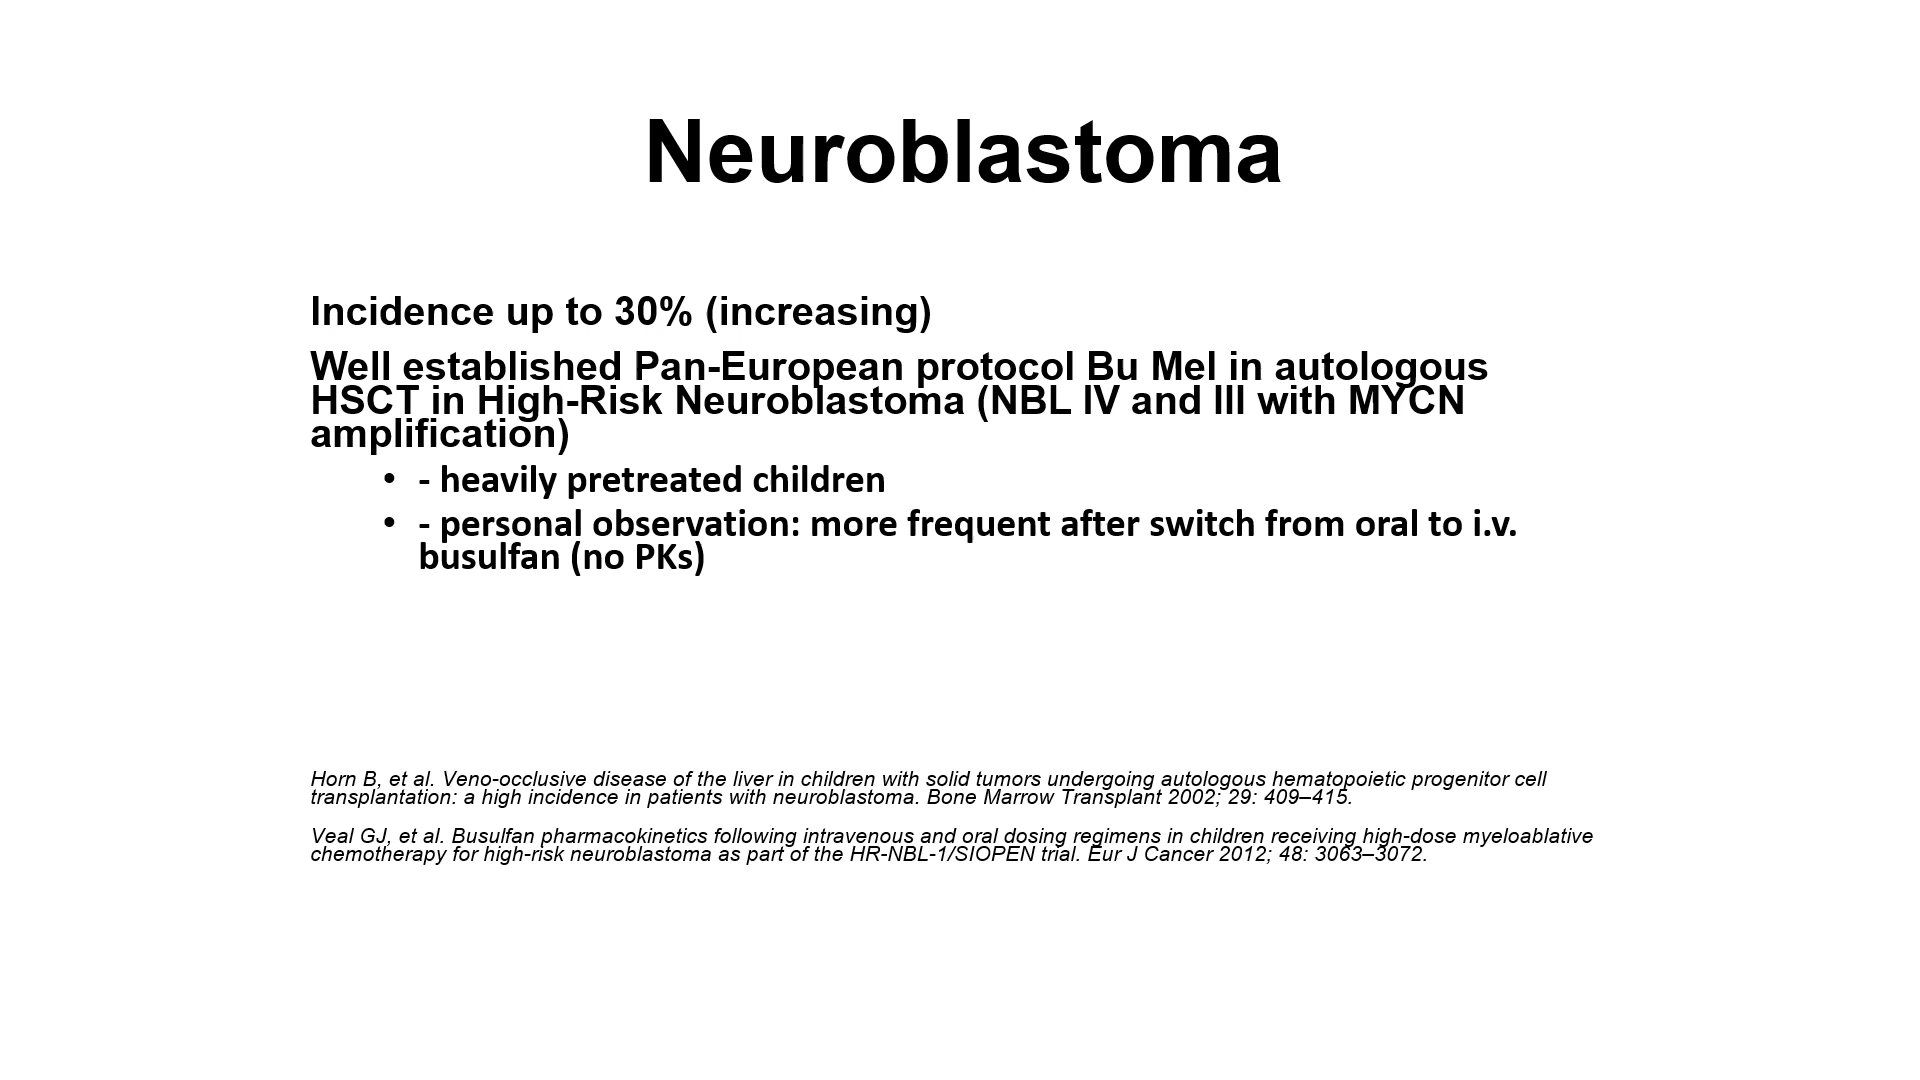 Neuroblastoma
Incidence up to 30% (increasing)
Well established Pan-European protocol Bu Mel in autologous
HSCT in High-Risk Neuroblastoma (NBL IV and III with MYCN
amplification)
• - heavily pretreated children
• - personal observation: more frequent after switch from oral to i.v.
busulfan (no PKs)
Horn B, et al. Veno-occlusive disease of the liver in children with solid tumors undergoing autologous hematopoietic progenitor cell
transplantation: a high incidence in patients with neuroblastoma. Bone Marrow Transplant 2002; 29: 409–415.
Veal GJ, et al. Busulfan pharmacokinetics following intravenous and oral dosing regimens in children receiving high-dose myeloablative
chemotherapy for high-risk neuroblastoma as part of the HR-NBL-1/SIOPEN trial. Eur J Cancer 2012; 48: 3063–3072.